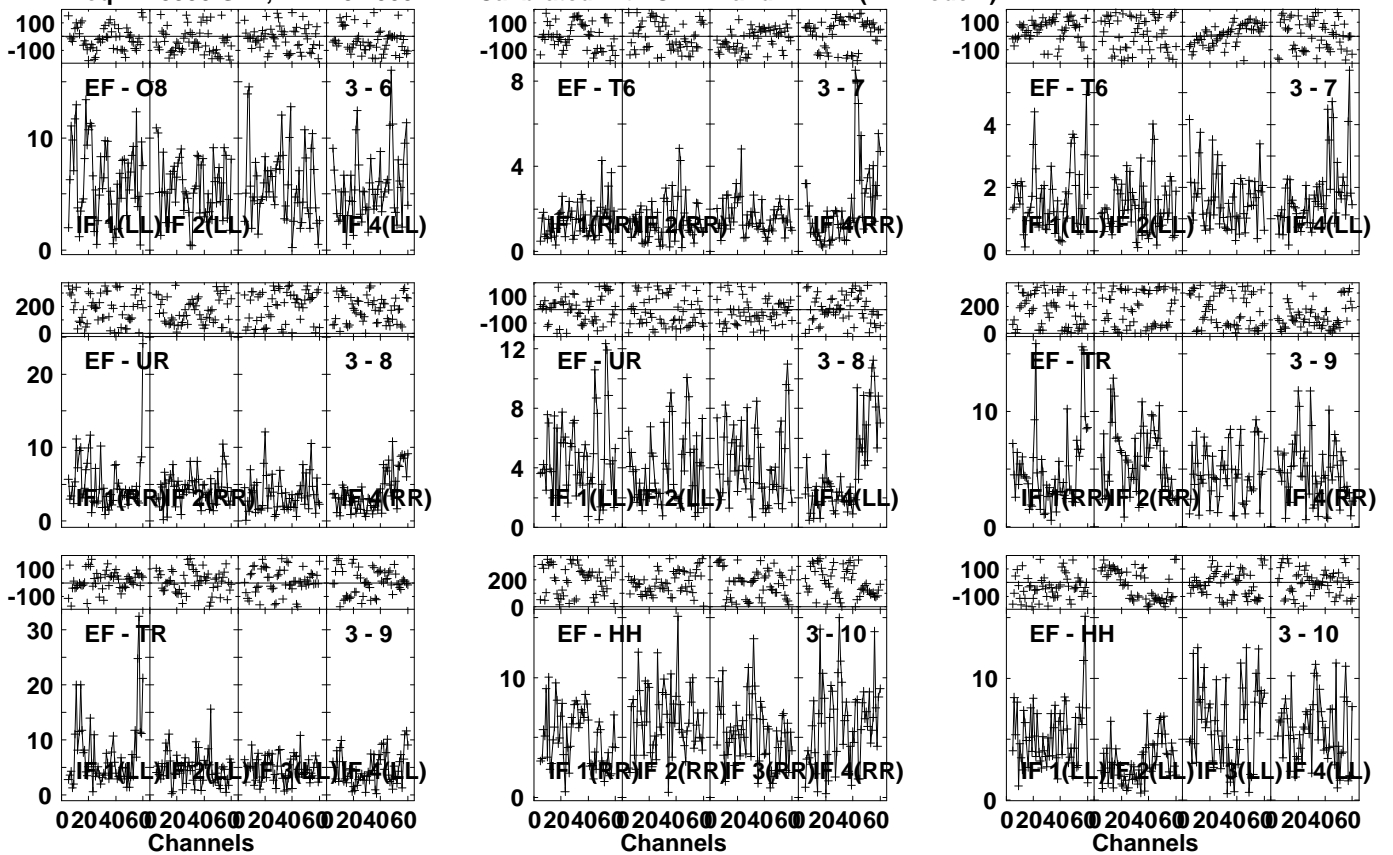 100
-100
EF - O8 3 - 6
10
0
IF 1(LL) IF 2(LL) IF 4(LL)
100
-100
EF - T6 3 - 7
8
4
0
IF 1(RR) IF 2(RR) IF 4(RR)
100
-100
EF - T6 3 - 7
4
2
0
IF 1(LL) IF 2(LL) IF 4(LL)
200
0
EF - UR 3 - 8
20
10
0
IF 1(RR) IF 2(RR) IF 4(RR)
100
-100
EF - UR 3 - 8
12
8
4
0
IF 1(LL) IF 2(LL) IF 4(LL)
200
0
EF - TR 3 - 9
10
0
IF 1(RR) IF 2(RR) IF 4(RR)
100
-100
EF - TR 3 - 9
30
20
10
0
IF 1(LL) IF 2(LL) IF 3(LL) IF 4(LL)
0 20 40 60 0 20 40 60 0 20 40 60 0 20 40 60
Channels
200
0
EF - HH 3 - 10
10
0
IF 1(RR) IF 2(RR) IF 3(RR) IF 4(RR)
0 20 40 60 0 20 40 60 0 20 40 60 0 20 40 60
Channels
100
-100
EF - HH 3 - 10
10
0
IF 1(LL) IF 2(LL) IF 3(LL) IF 4(LL)
0 20 40 60 0 20 40 60 0 20 40 60 0 20 40 60
Channels